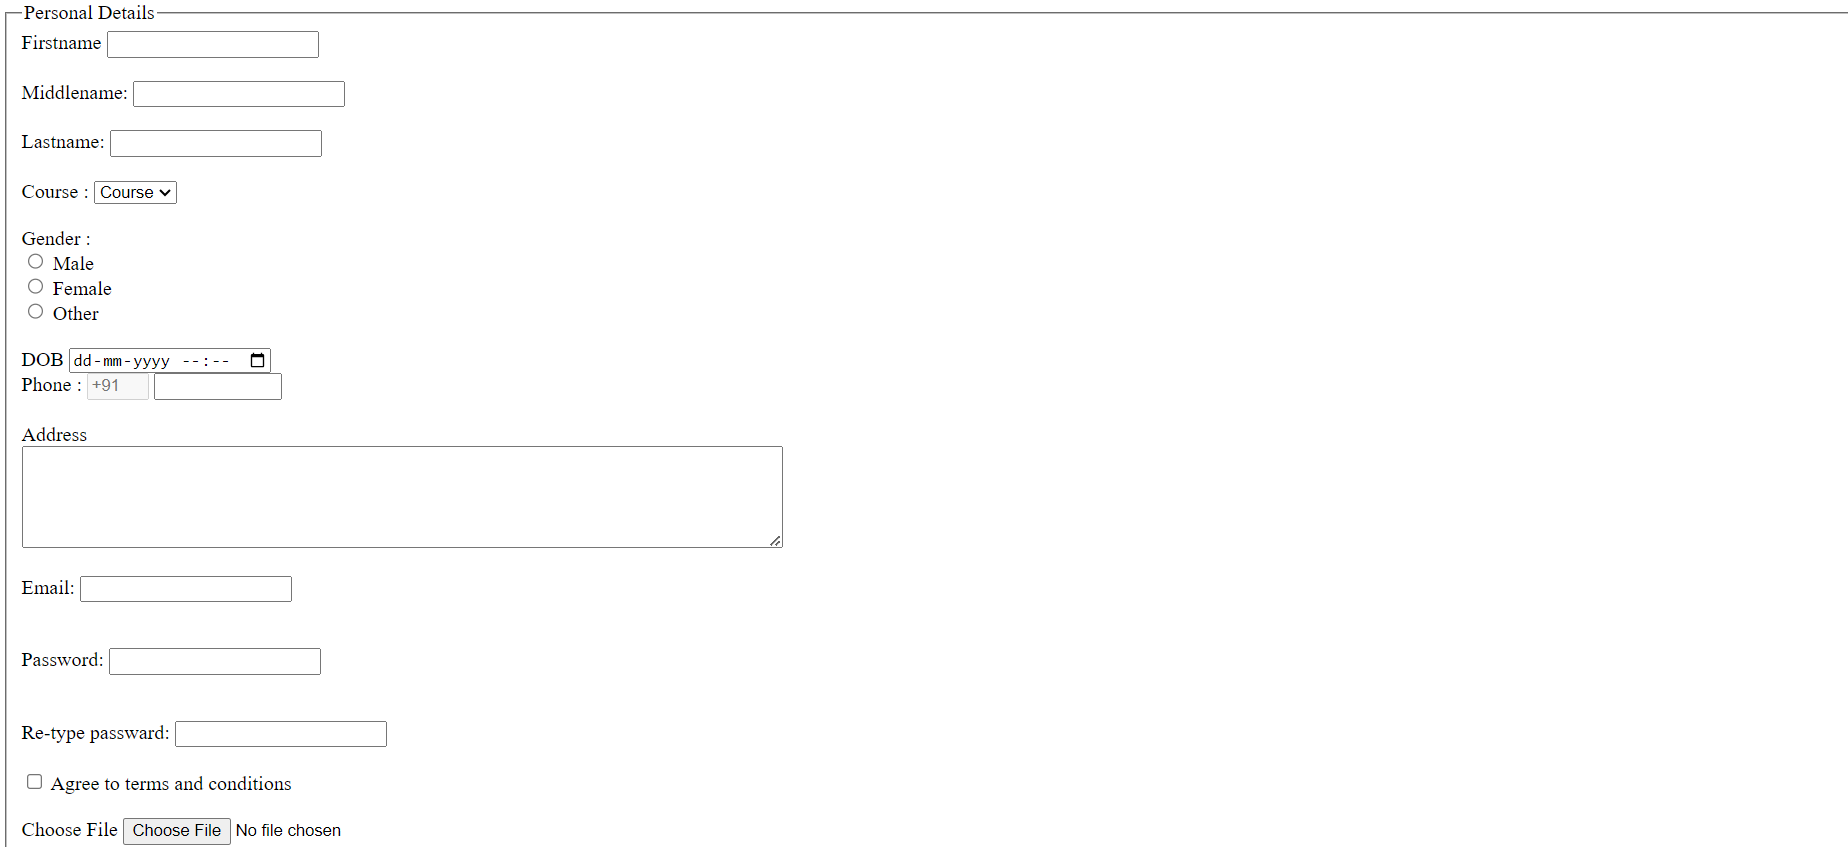 Personal Details
Firstname
Middlename:
Lastname:
Course : Course
Gender :
Male
Female
Other
DOB dd-mm-yyyy --:--
Phone : +91
Address
Email:
Password:
Re-type passward:
Agree to terms and conditions
Choose File Choose File No file chosen